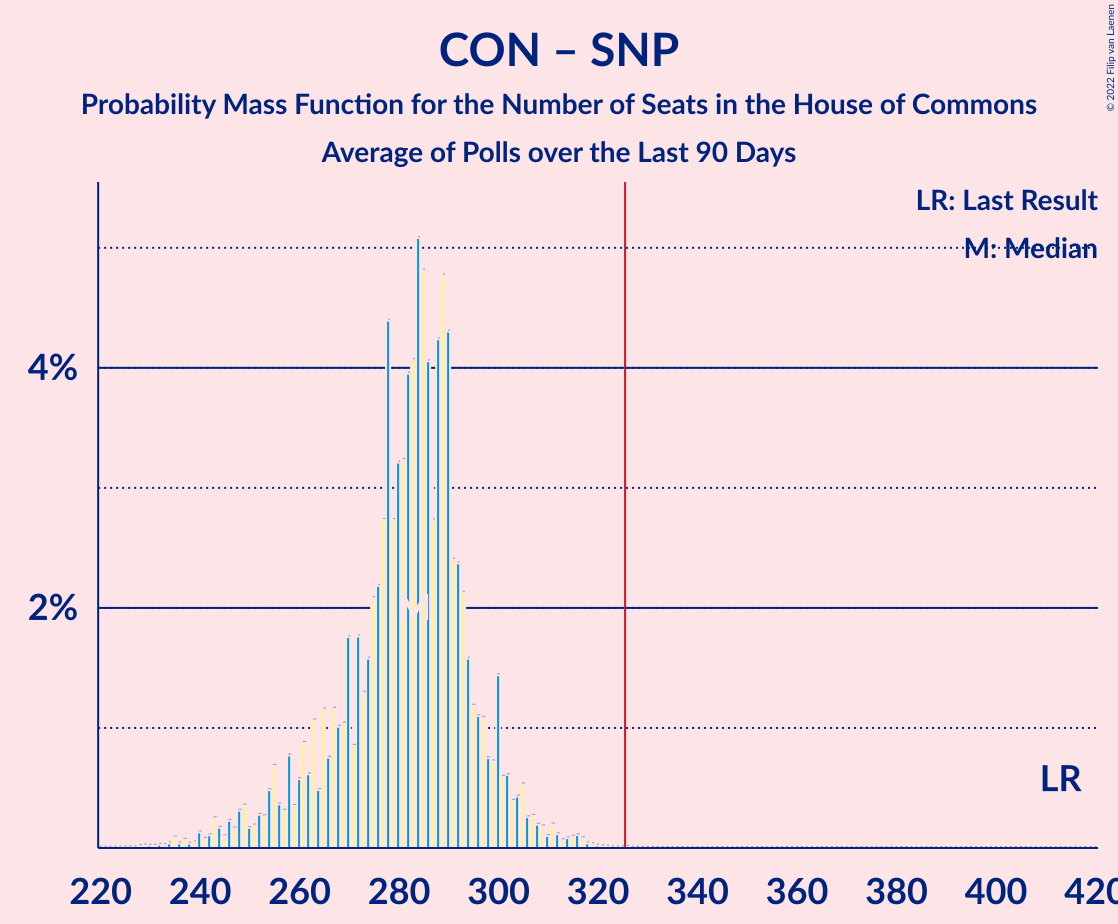 CON – SNP
Probability Mass Function for the Number of Seats in the House of Commons
Average of Polls over the Last 90 Days
© 2022 Filip van Laenen
LR: Last Result
M: Median
4%
2%
M
LR
220 240 260 280 300 320 340 360 380 400 420